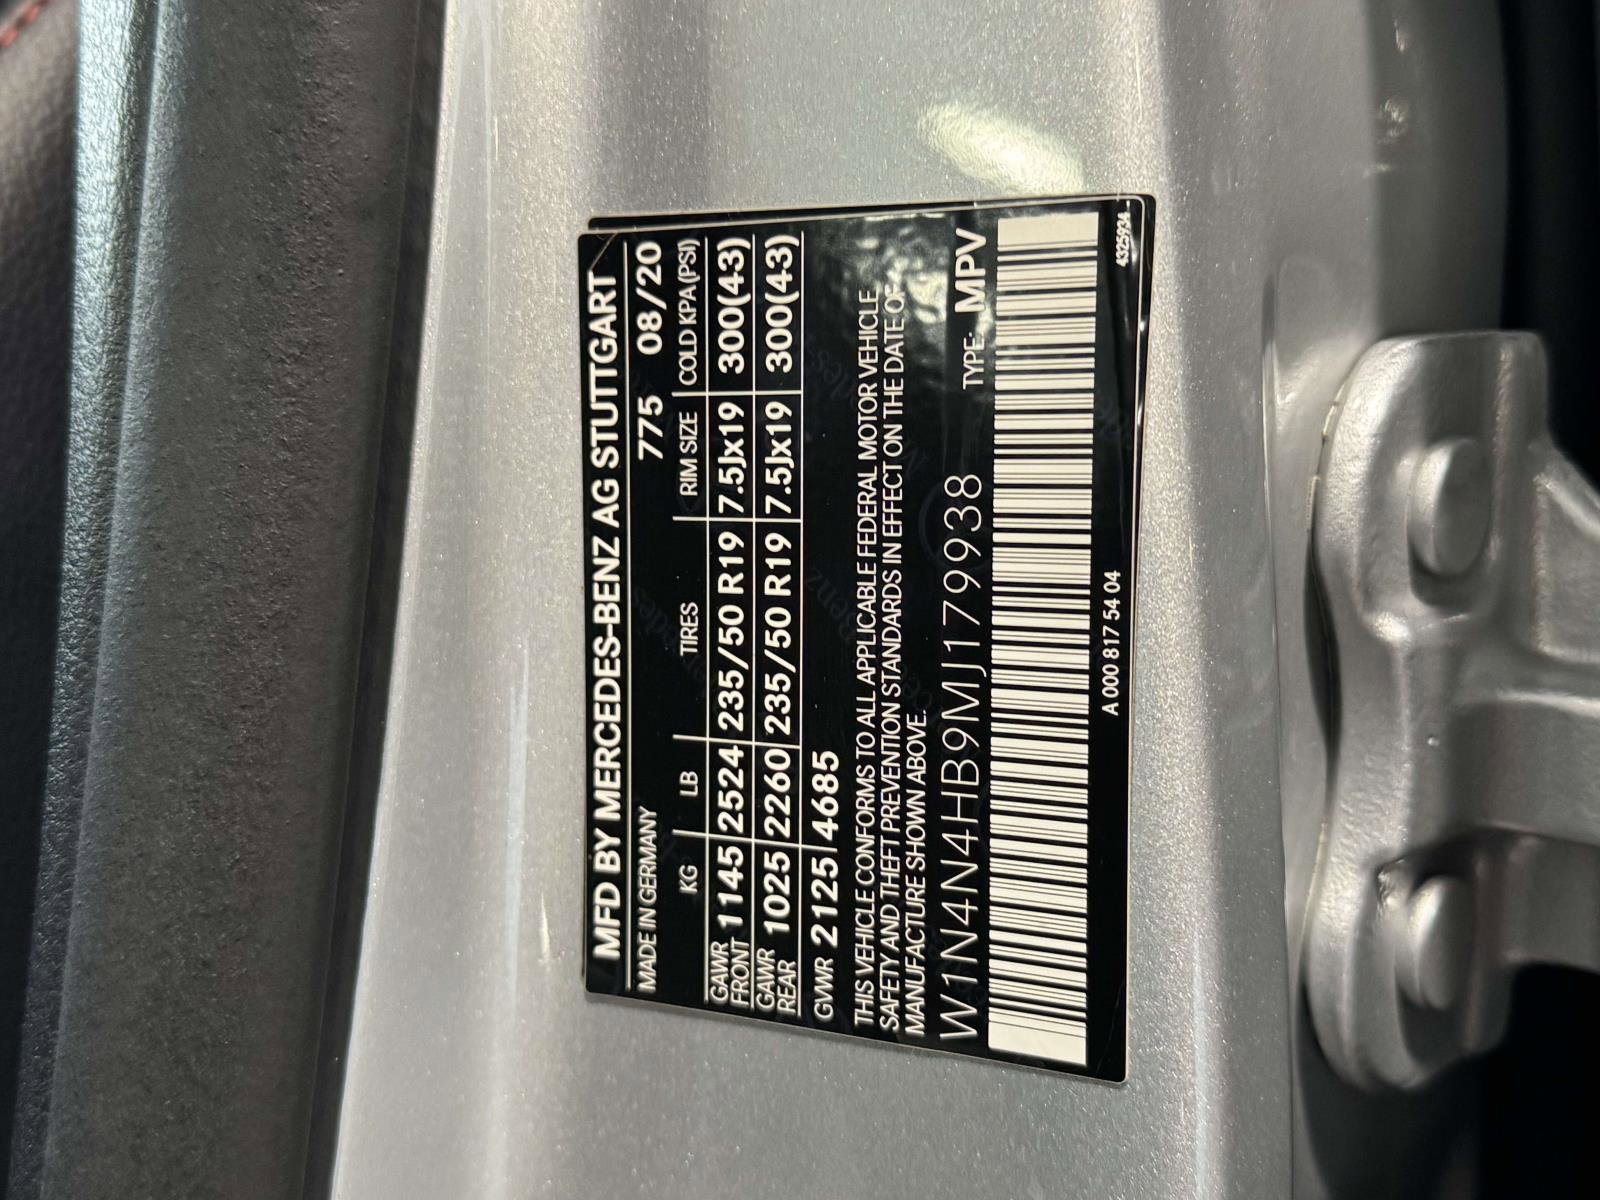 MFD BY MERCEDES-BENZ AG STUTTGART
MADE IN GERMANY 775 08/20
KG LB TIRES RIM SIZE COLD KPA(PSI)
GAWR FRONT 1145 2524 235/50 R19 7.5Jx19 300(43)
GAWR REAR 1025 2260 235/50 R19 7.5Jx19 300(43)
GVWR 2125 4685
THIS VEHICLE CONFORMS TO ALL APPLICABLE FEDERAL MOTOR VEHICLE
SAFETY AND THEFT PREVENTION STANDARDS IN EFFECT ON THE DATE OF
MANUFACTURE SHOWN ABOVE.
W1N4N4HB9MJ179938 TYPE: MPV
A 000 817 54 04 4325934